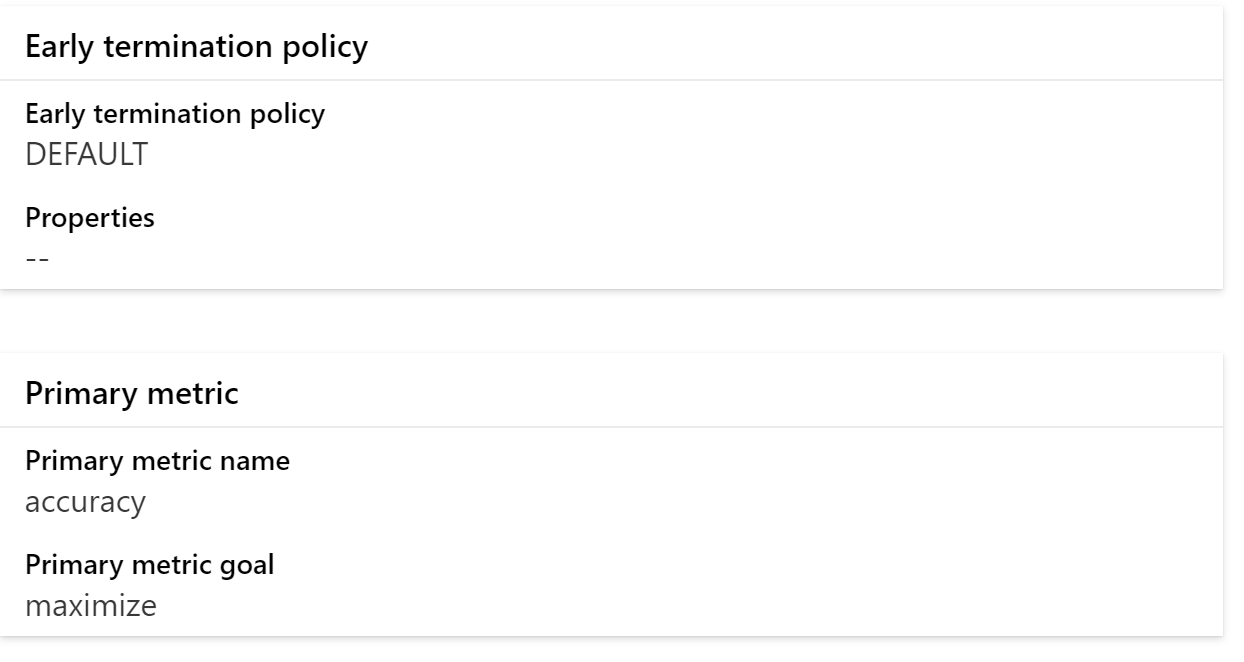 Early termination policy
Early termination policy
DEFAULT
Properties
--
Primary metric
Primary metric name
accuracy
Primary metric goal
maximize